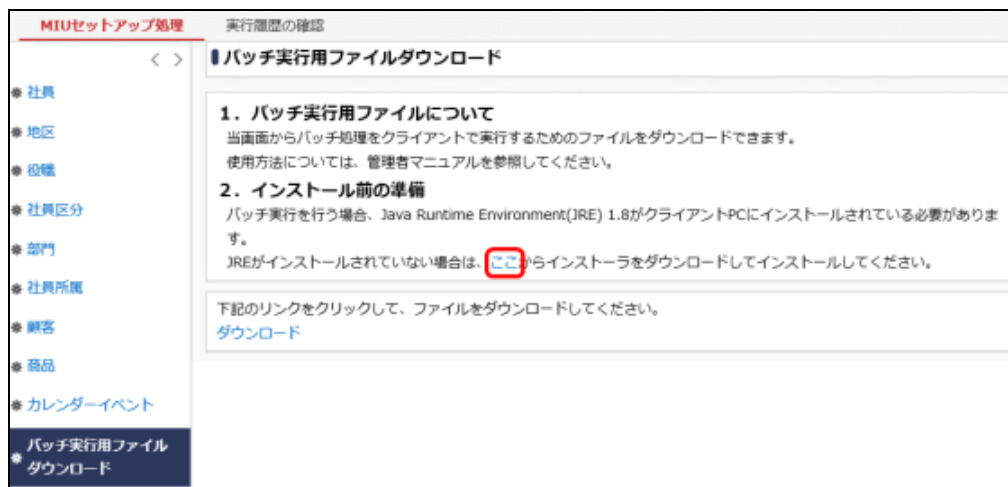 MIUセットアップ処理 実行履歴の確認
< >
社員
地区
役職
社員区分
部門
社員所属
顧客
商品
カレンダーイベント
バッチ実行用ファイル
ダウンロード
バッチ実行用ファイルダウンロード
1．バッチ実行用ファイルについて
当画面からバッチ処理をクライアントで実行するためのファイルをダウンロードできます。
使用方法については、管理者マニュアルを参照してください。
2．インストール前の準備
バッチ実行を行う場合、Java Runtime Environment(JRE) 1.8がクライアントPCにインストールされている必要がありま
す。
JREがインストールされていない場合は、ここからインストーラをダウンロードしてインストールしてください。
下記のリンクをクリックして、ファイルをダウンロードしてください。
ダウンロード